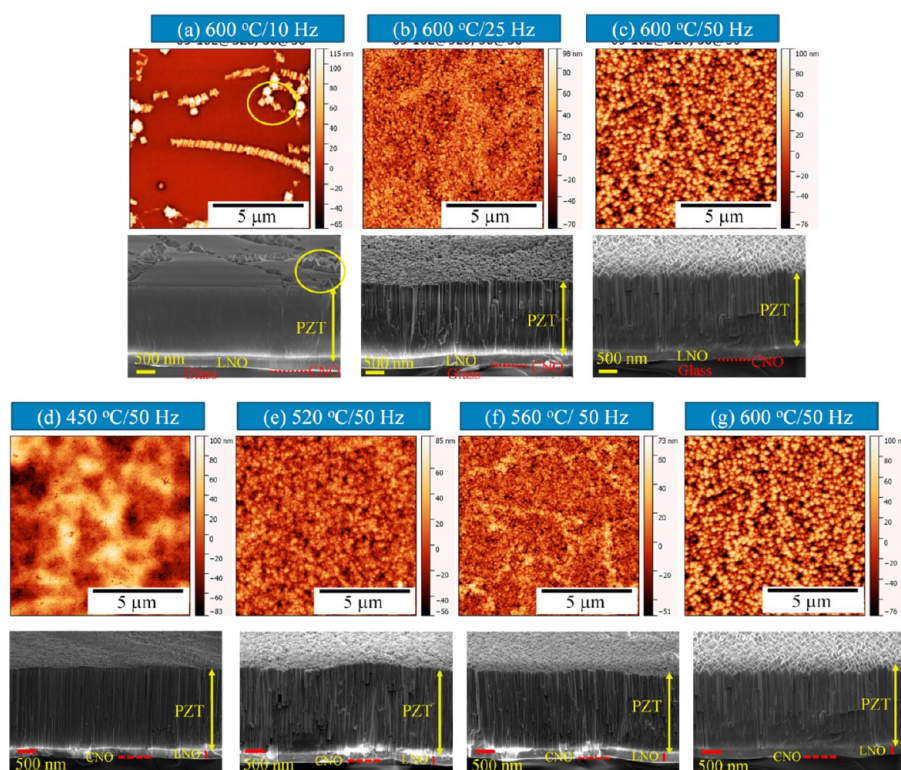 (a) 600 °C/10 Hz
(b) 600 °C/25 Hz
(c) 600 °C/50 Hz
115 nm
100
80
60
40
20
0
−20
−40
−65
5 μm
98 nm
80
60
40
20
0
−20
−40
−70
5 μm
100 nm
80
60
40
20
0
−20
−40
−76
5 μm
PZT
500 nm
LNO
Glass
CNO
PZT
500 nm
LNO
Glass
CNO
PZT
500 nm
LNO
Glass
CNO
(d) 450 °C/50 Hz
(e) 520 °C/50 Hz
(f) 560 °C/ 50 Hz
(g) 600 °C/50 Hz
100 nm
80
60
40
20
0
−20
−40
−60
−83
5 μm
85 nm
60
40
20
0
−20
−40
−56
5 μm
73 nm
60
40
20
0
−20
−51
5 μm
100 nm
80
60
40
20
0
−20
−40
−76
5 μm
PZT
CNO
LNO
500 nm
PZT
CNO
LNO
500 nm
PZT
CNO
LNO
500 nm
PZT
CNO
LNO
500 nm